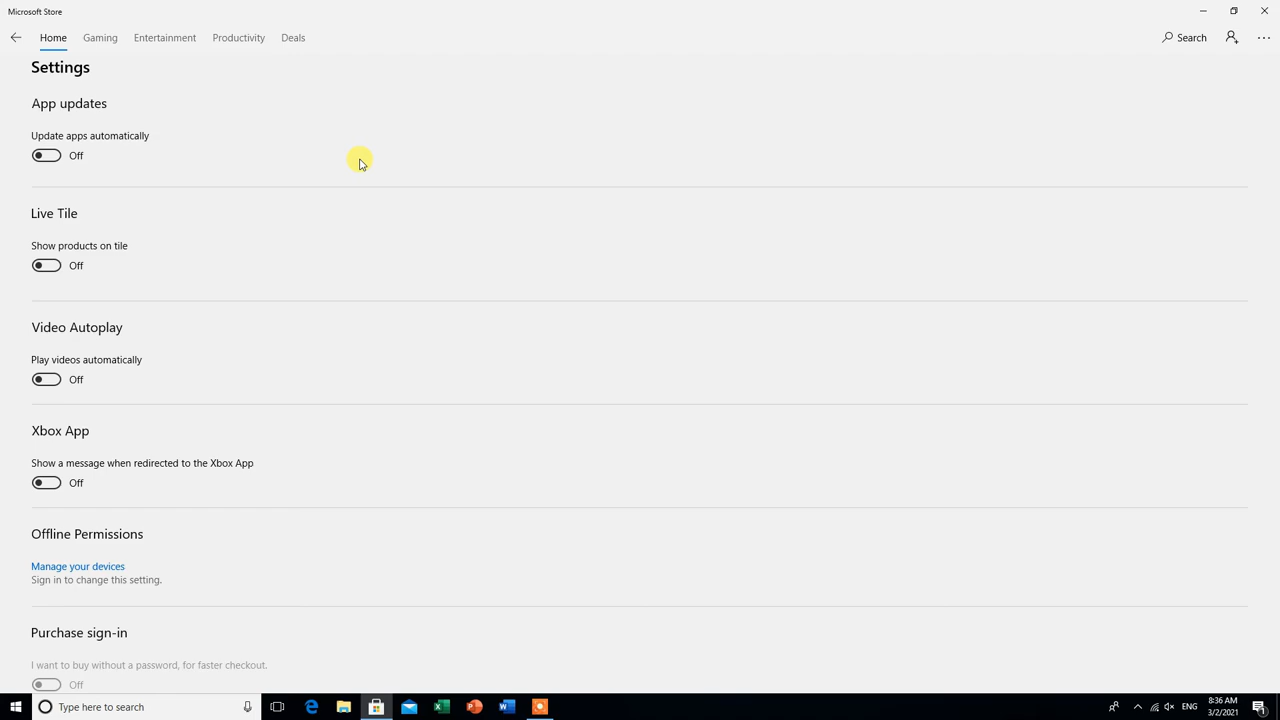 Microsoft Store
Home Gaming Entertainment Productivity Deals Search
Settings
App updates
Update apps automatically
Off
Live Tile
Show products on tile
Off
Video Autoplay
Play videos automatically
Off
Xbox App
Show a message when redirected to the Xbox App
Off
Offline Permissions
Manage your devices
Sign in to change this setting.
Purchase sign-in
I want to buy without a password, for faster checkout.
Off
Type here to search
ENG
8:36 AM
3/2/2021
1